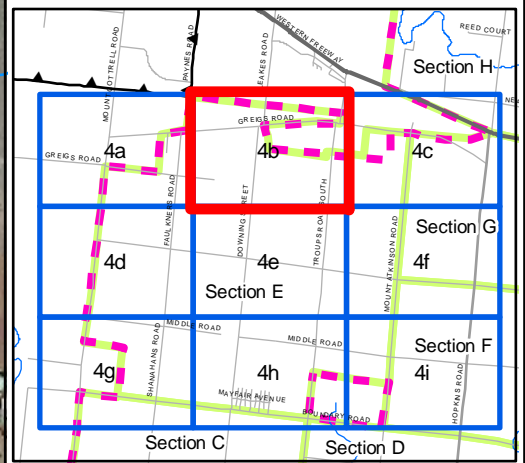 WESTERN FREEWAY
REED COURT
MOUNT COTTRELL ROAD
PAYNES ROAD
LEAKES ROAD
Section H
GREIGS ROAD
4a
4b
4c
GREIGS ROAD
FAULKNERS ROAD
DOWNING STREET
TROUPS ROAD SOUTH
MOUNT ATKINSON ROAD
Section G
4d
4e
4f
Section E
MIDDLE ROAD
MIDDLE ROAD
Section F
4g
4h
4i
SHANAHANS ROAD
MAYFAIR AVENUE
BOUNDARY ROAD
HOPKINS ROAD
Section C
Section D